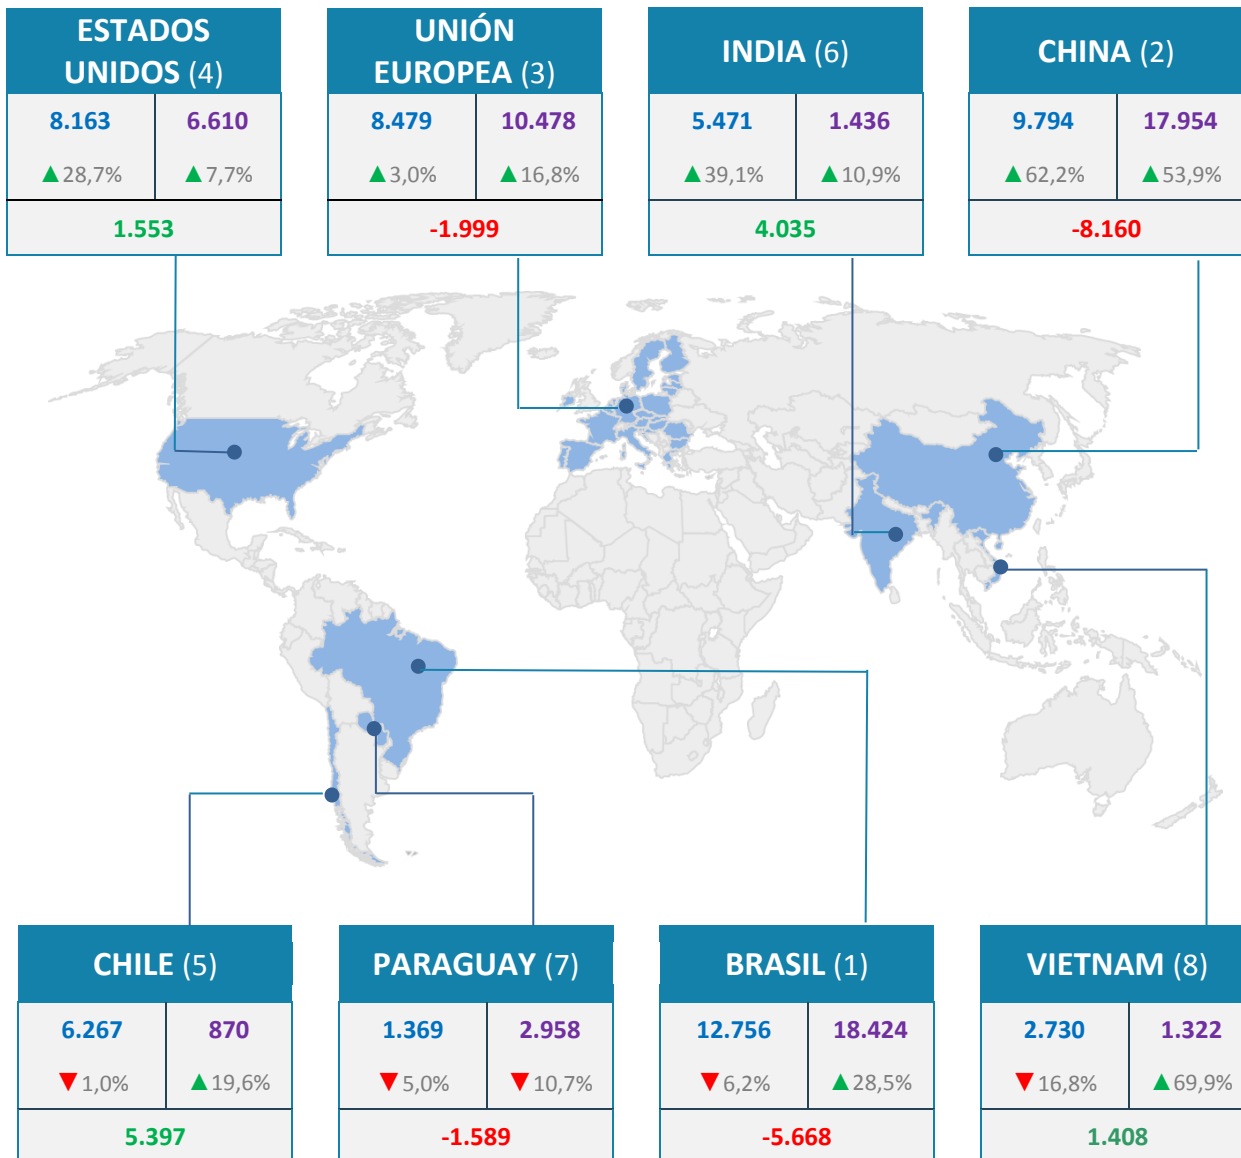 ESTADOS
UNIDOS (4)
8.163 6.610
▲28,7% ▲7,7%
1.553
UNIÓN
EUROPEA (3)
8.479 10.478
▲3,0% ▲16,8%
-1.999
INDIA (6)
5.471 1.436
▲39,1% ▲10,9%
4.035
CHINA (2)
9.794 17.954
▲62,2% ▲53,9%
-8.160
CHILE (5)
6.267 870
▼1,0% ▲19,6%
5.397
PARAGUAY (7)
1.369 2.958
▼5,0% ▼10,7%
-1.589
BRASIL (1)
12.756 18.424
▼6,2% ▲28,5%
-5.668
VIETNAM (8)
2.730 1.322
▼16,8% ▲69,9%
1.408